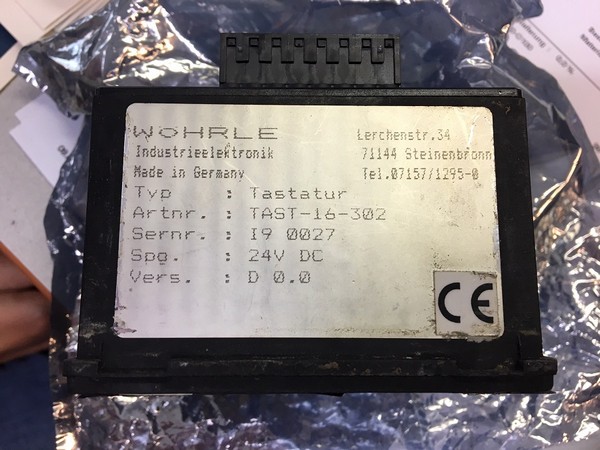 WÖHRLE
Lerchenstr.34
Industrieelektronik
71144 Steinenbronn
Made in Germany
Tel.07157/1295-0
Typ : Tastatur
Artnr. : TAST-16-302
Sernr. : I9 0027
Spg. : 24V DC
Vers. : D 0.0
CE